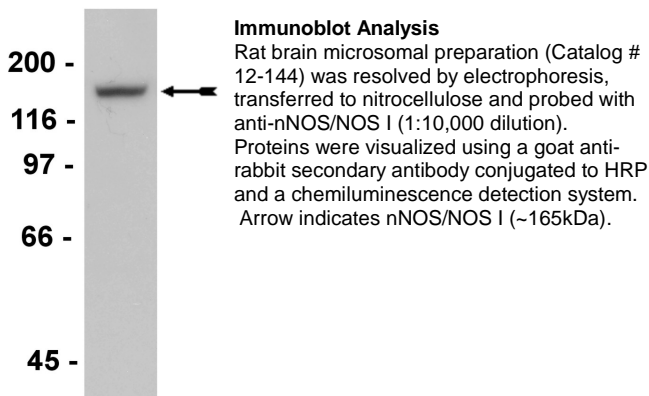 200 -
116 -
97 -
66 -
45 -
Immunoblot Analysis
Rat brain microsomal preparation (Catalog #
12-144) was resolved by electrophoresis,
transferred to nitrocellulose and probed with
anti-nNOS/NOS I (1:10,000 dilution).
Proteins were visualized using a goat anti-
rabbit secondary antibody conjugated to HRP
and a chemiluminescence detection system.
Arrow indicates nNOS/NOS I (~165kDa).